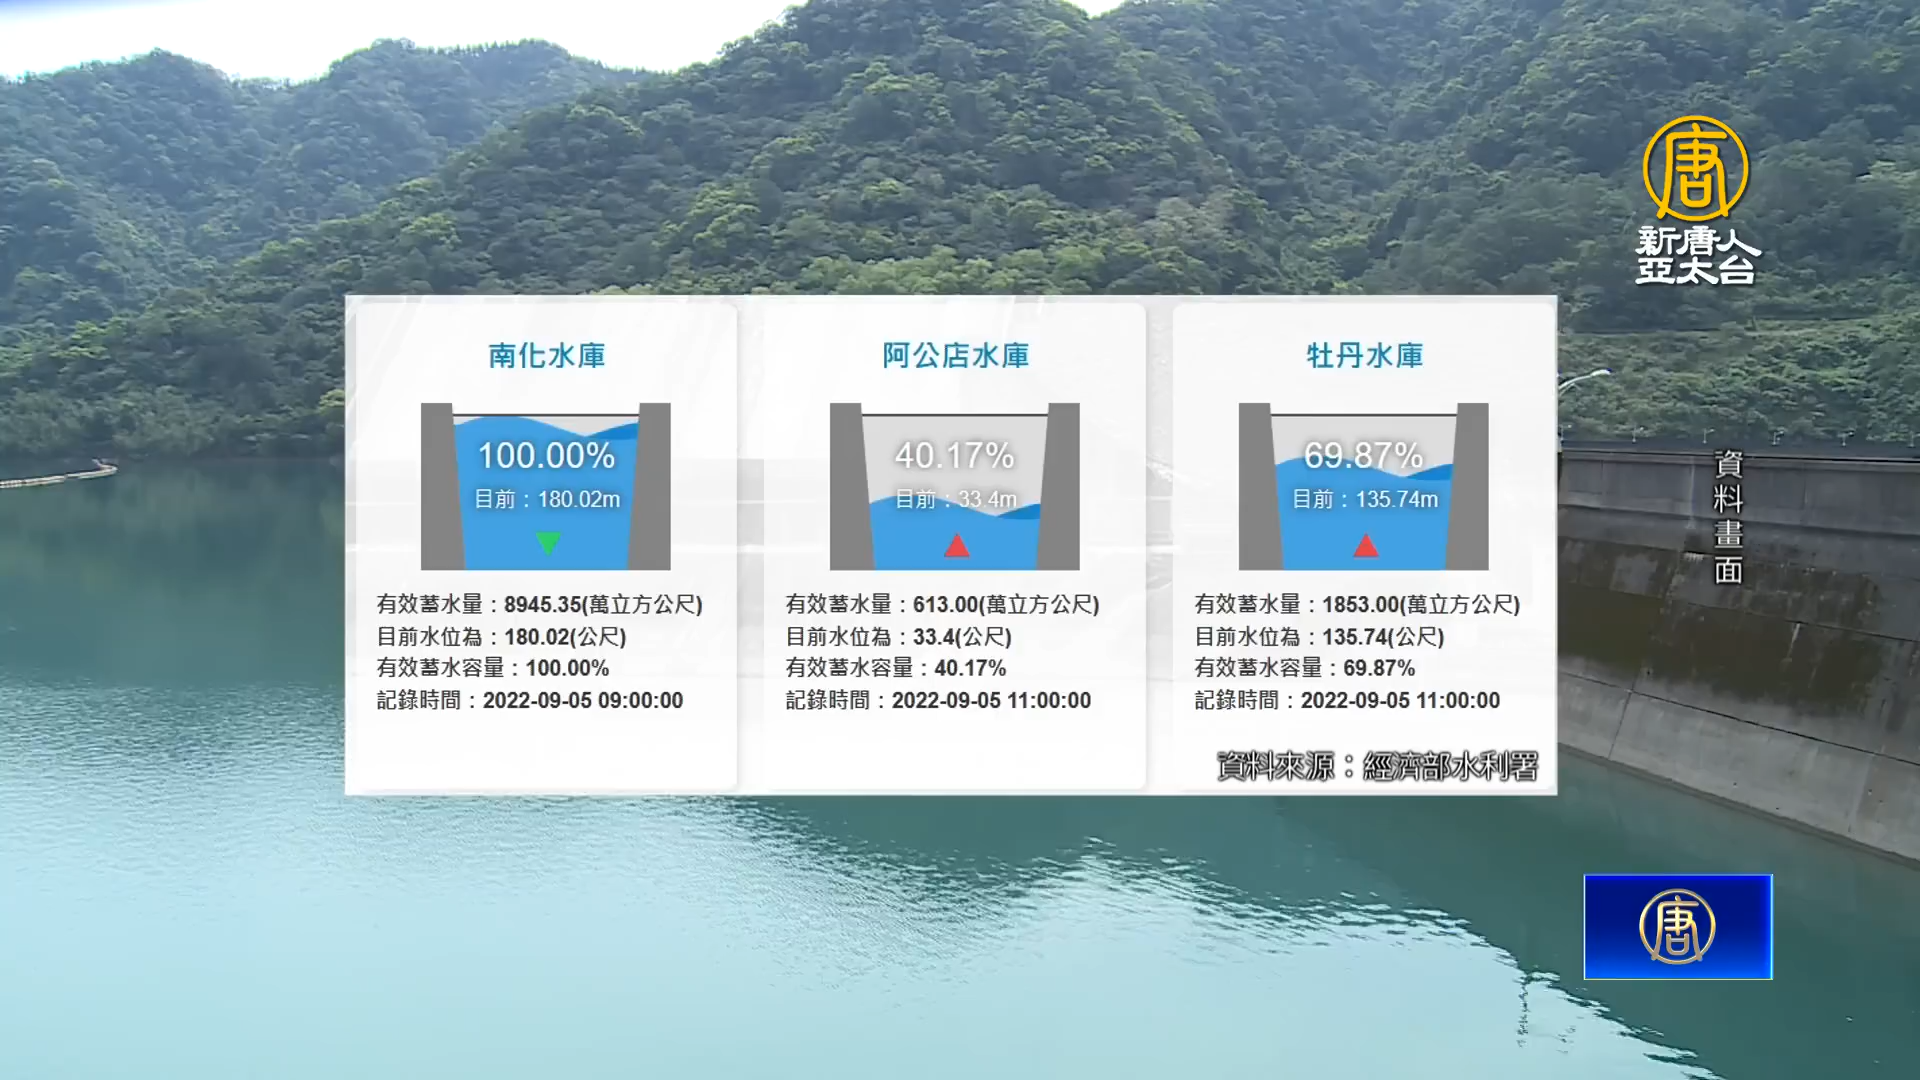 唐
新唐人
亞太台
南化水庫
100.00%
目前：180.02m
有效蓄水量：8945.35(萬立方公尺)
目前水位為：180.02(公尺)
有效蓄水容量：100.00%
記錄時間：2022-09-05 09:00:00
阿公店水庫
40.17%
目前：33.4m
有效蓄水量：613.00(萬立方公尺)
目前水位為：33.4(公尺)
有效蓄水容量：40.17%
記錄時間：2022-09-05 11:00:00
牡丹水庫
69.87%
目前：135.74m
有效蓄水量：1853.00(萬立方公尺)
目前水位為：135.74(公尺)
有效蓄水容量：69.87%
記錄時間：2022-09-05 11:00:00
資料來源：經濟部水利署
資料畫面
唐